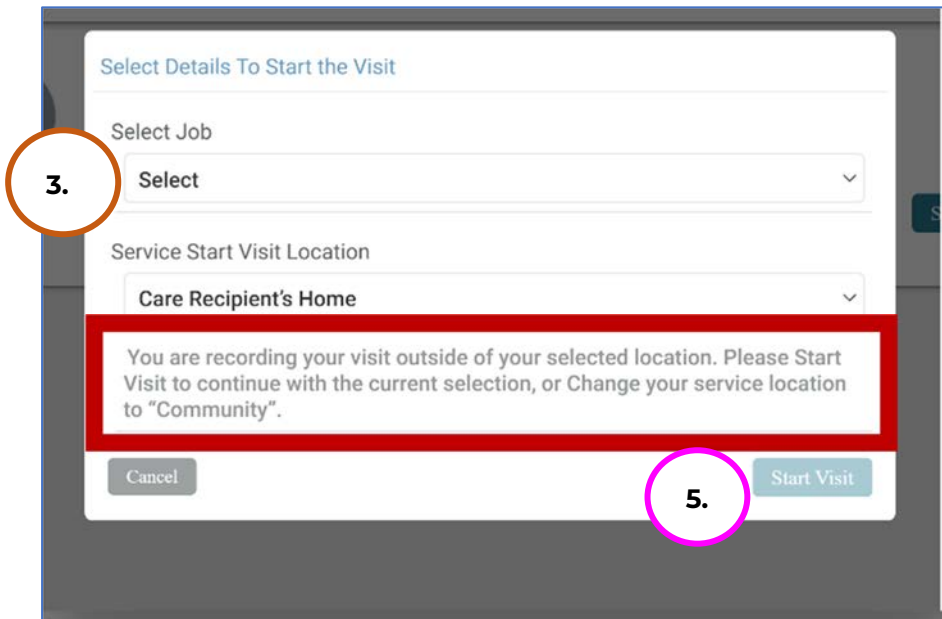 Select Details To Start the Visit
Select Job
3.
Select
S
Service Start Visit Location
Care Recipient's Home
You are recording your visit outside of your selected location. Please Start
Visit to continue with the current selection, or Change your service location
to “Community”.
Cancel
5.
Start Visit